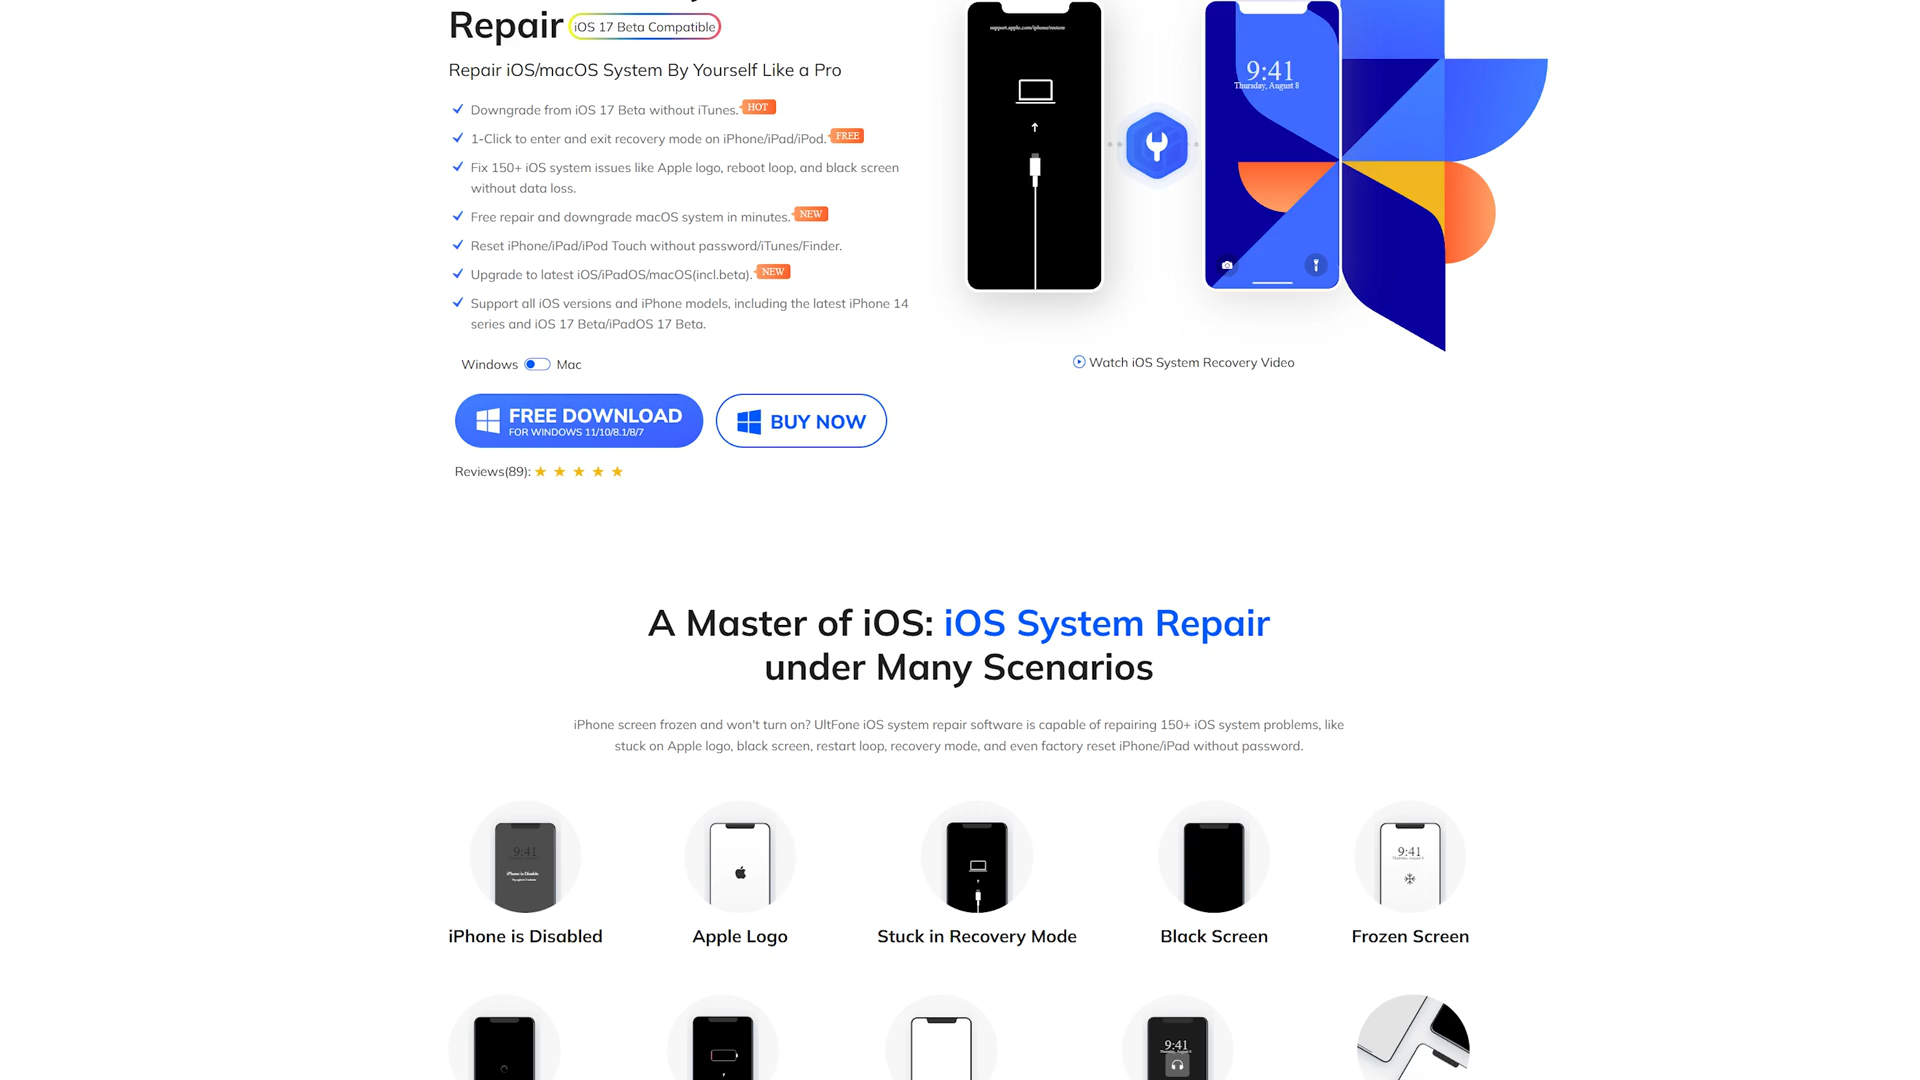 Repair iOS 17 Beta Compatible
Repair iOS/macOS System By Yourself Like a Pro
Downgrade from iOS 17 Beta without iTunes. HOT
1-Click to enter and exit recovery mode on iPhone/iPad/iPod. FREE
Fix 150+ iOS system issues like Apple logo, reboot loop, and black screen
without data loss.
Free repair and downgrade macOS system in minutes. NEW
Reset iPhone/iPad/iPod Touch without password/iTunes/Finder.
Upgrade to latest iOS/iPadOS/macOS(incl.beta). NEW
Support all iOS versions and iPhone models, including the latest iPhone 14
series and iOS 17 Beta/iPadOS 17 Beta.
Windows Mac
FREE DOWNLOAD
FOR WINDOWS 11/10/8.1/8/7
BUY NOW
Reviews(89):
support.apple.com/iphone/restore
9:41
Thursday, August 8
Watch iOS System Recovery Video
A Master of iOS: iOS System Repair
under Many Scenarios
iPhone screen frozen and won't turn on? UltFone iOS system repair software is capable of repairing 150+ iOS system problems, like
stuck on Apple logo, black screen, restart loop, recovery mode, and even factory reset iPhone/iPad without password.
9:41
iPhone is Disable
9:41
iPhone is Disabled
Apple Logo
Stuck in Recovery Mode
Black Screen
Frozen Screen
9:41